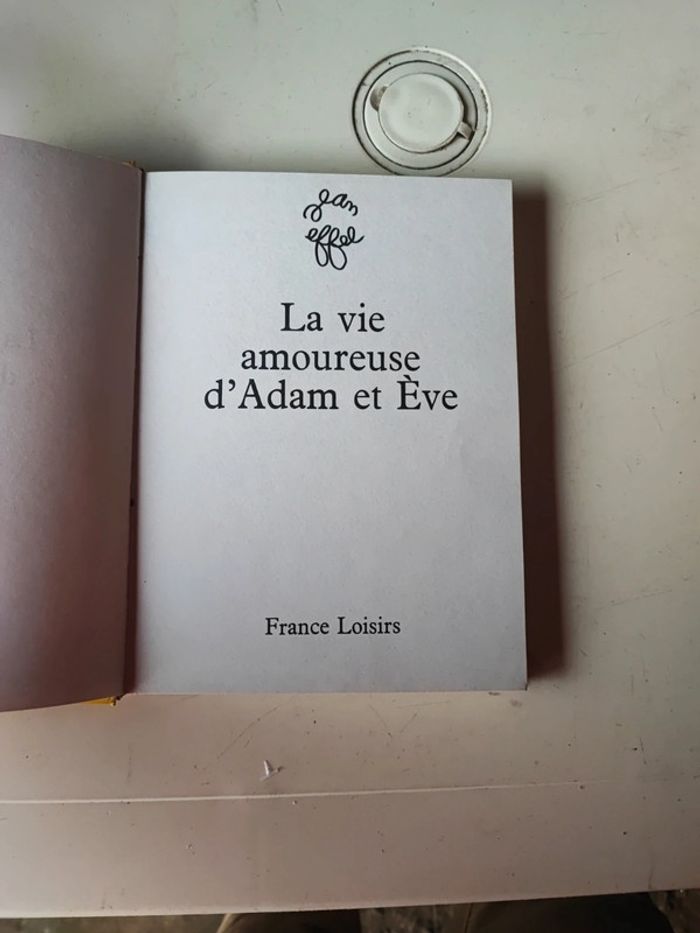 Jean
effel
La vie
amoureuse
d'Adam et Ève
France Loisirs